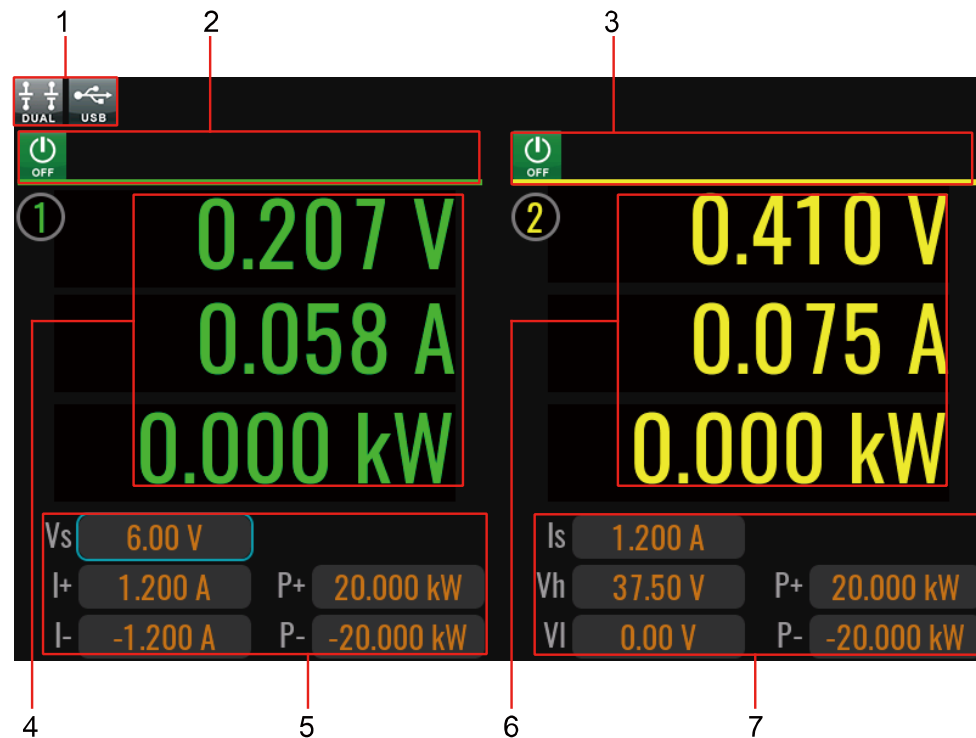 1 2 3
DUAL USB
OFF OFF
1 0.207 V 2 0.410 V
0.058 A 0.075 A
0.000 kW 0.000 kW
Vs 6.00 V Is 1.200 A
I+ 1.200 A P+ 20.000 kW Vh 37.50 V P+ 20.000 kW
I- -1.200 A P- -20.000 kW Vl 0.00 V P- -20.000 kW
4 5 6 7